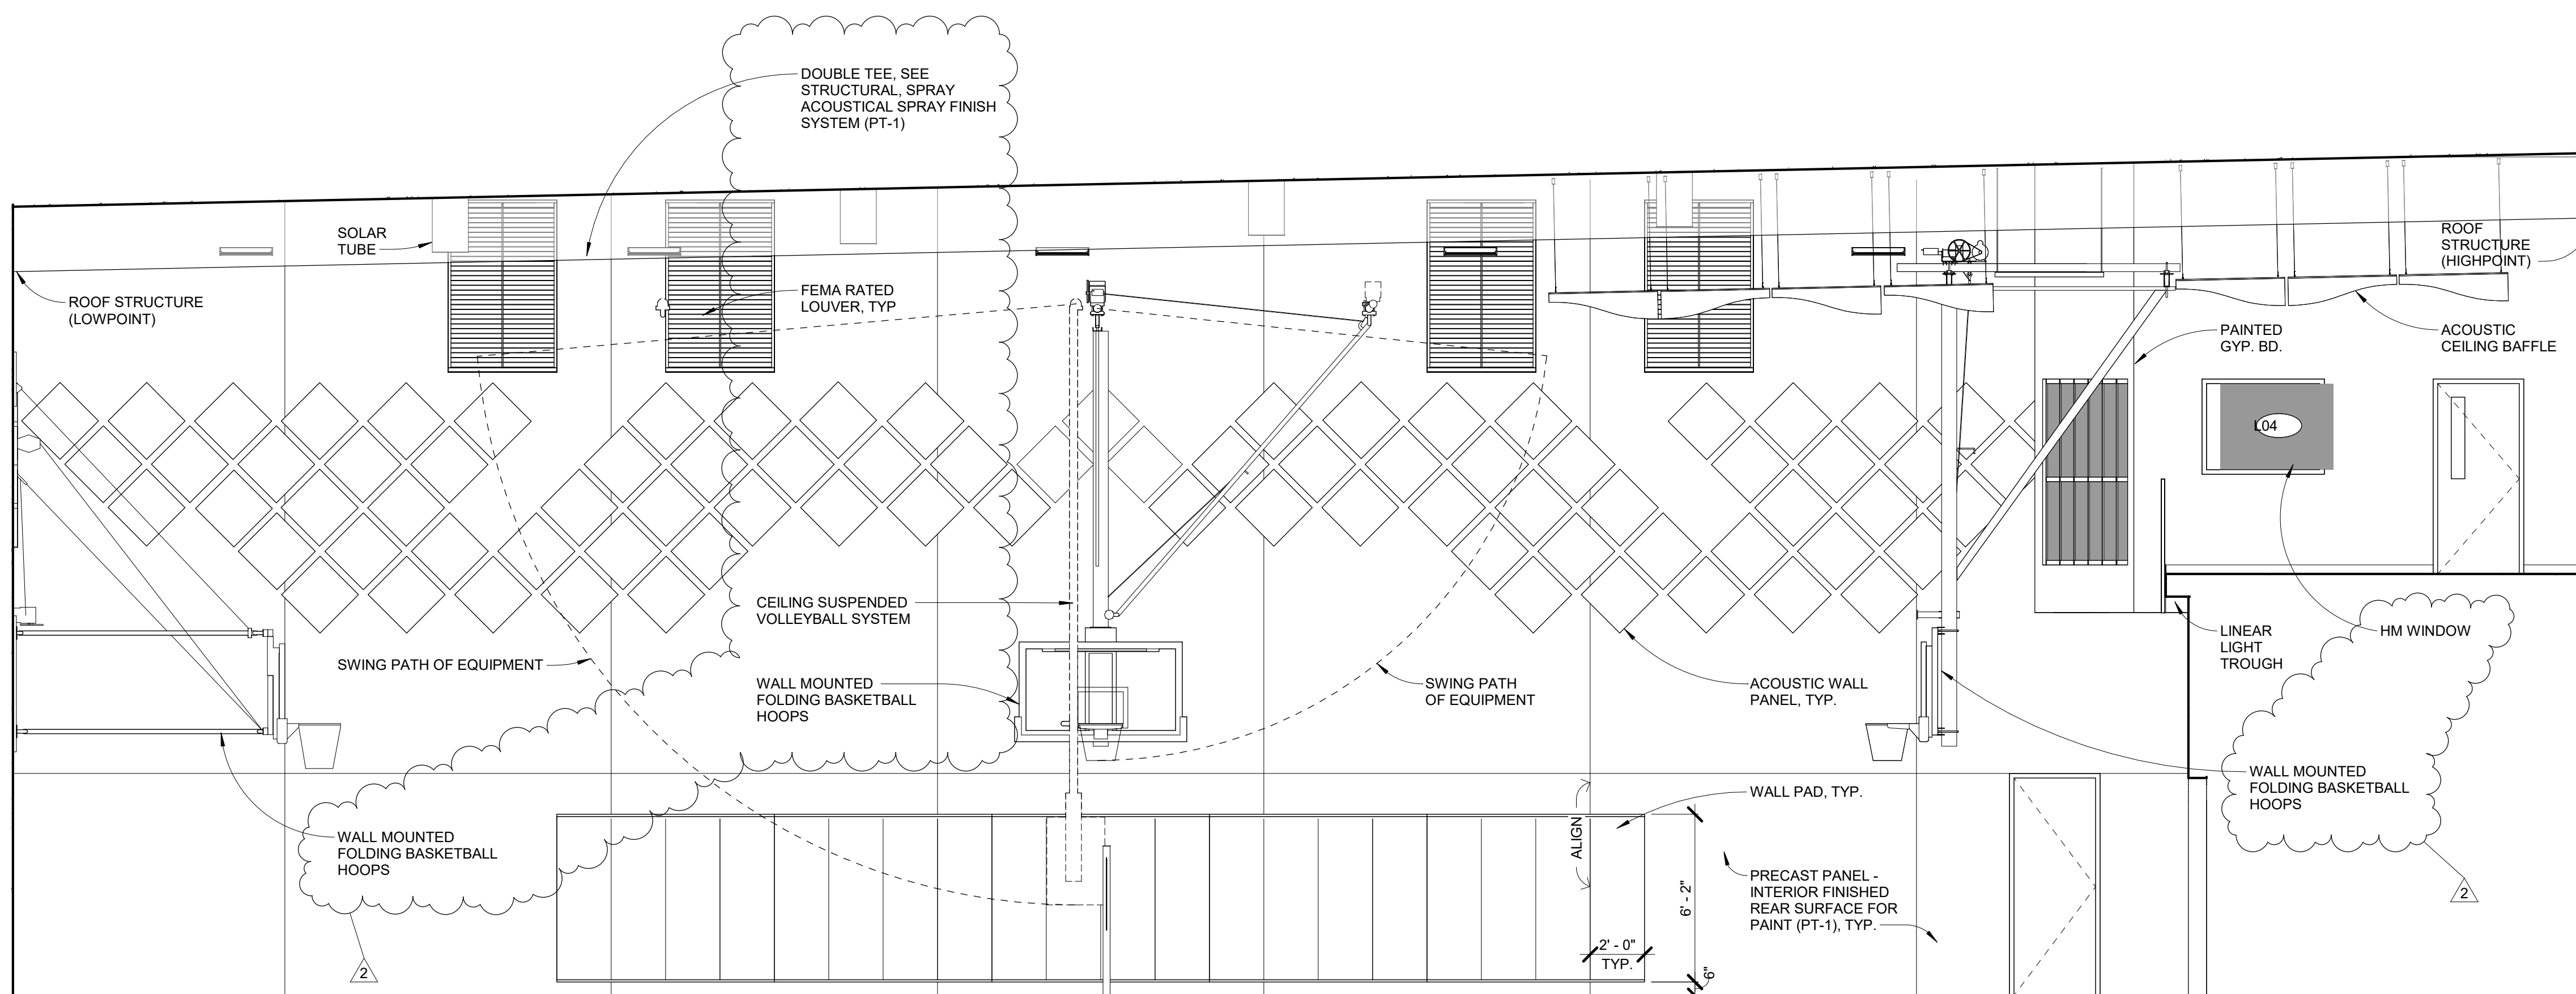 DOUBLE TEE, SEE
STRUCTURAL, SPRAY
ACOUSTICAL SPRAY FINISH
SYSTEM (PT-1)
SOLAR
TUBE
ROOF STRUCTURE
(LOWPOINT)
FEMA RATED
LOUVER, TYP
ROOF
STRUCTURE
(HIGHPOINT)
PAINTED
GYP. BD.
ACOUSTIC
CEILING BAFFLE
L04
CEILING SUSPENDED
VOLLEYBALL SYSTEM
SWING PATH OF EQUIPMENT
WALL MOUNTED
FOLDING BASKETBALL
HOOPS
SWING PATH
OF EQUIPMENT
ACOUSTIC WALL
PANEL, TYP.
LINEAR
LIGHT
TROUGH
HM WINDOW
WALL MOUNTED
FOLDING BASKETBALL
HOOPS
WALL MOUNTED
FOLDING BASKETBALL
HOOPS
WALL PAD, TYP.
ALIGN
PRECAST PANEL -
INTERIOR FINISHED
REAR SURFACE FOR
PAINT (PT-1), TYP.
6' - 2"
2' - 0"
TYP.
6"
2
2